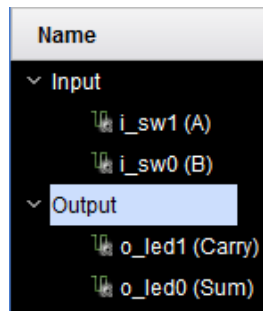 Name
Input
i_sw1 (A)
i_sw0 (B)
Output
o_led1 (Carry)
o_led0 (Sum)